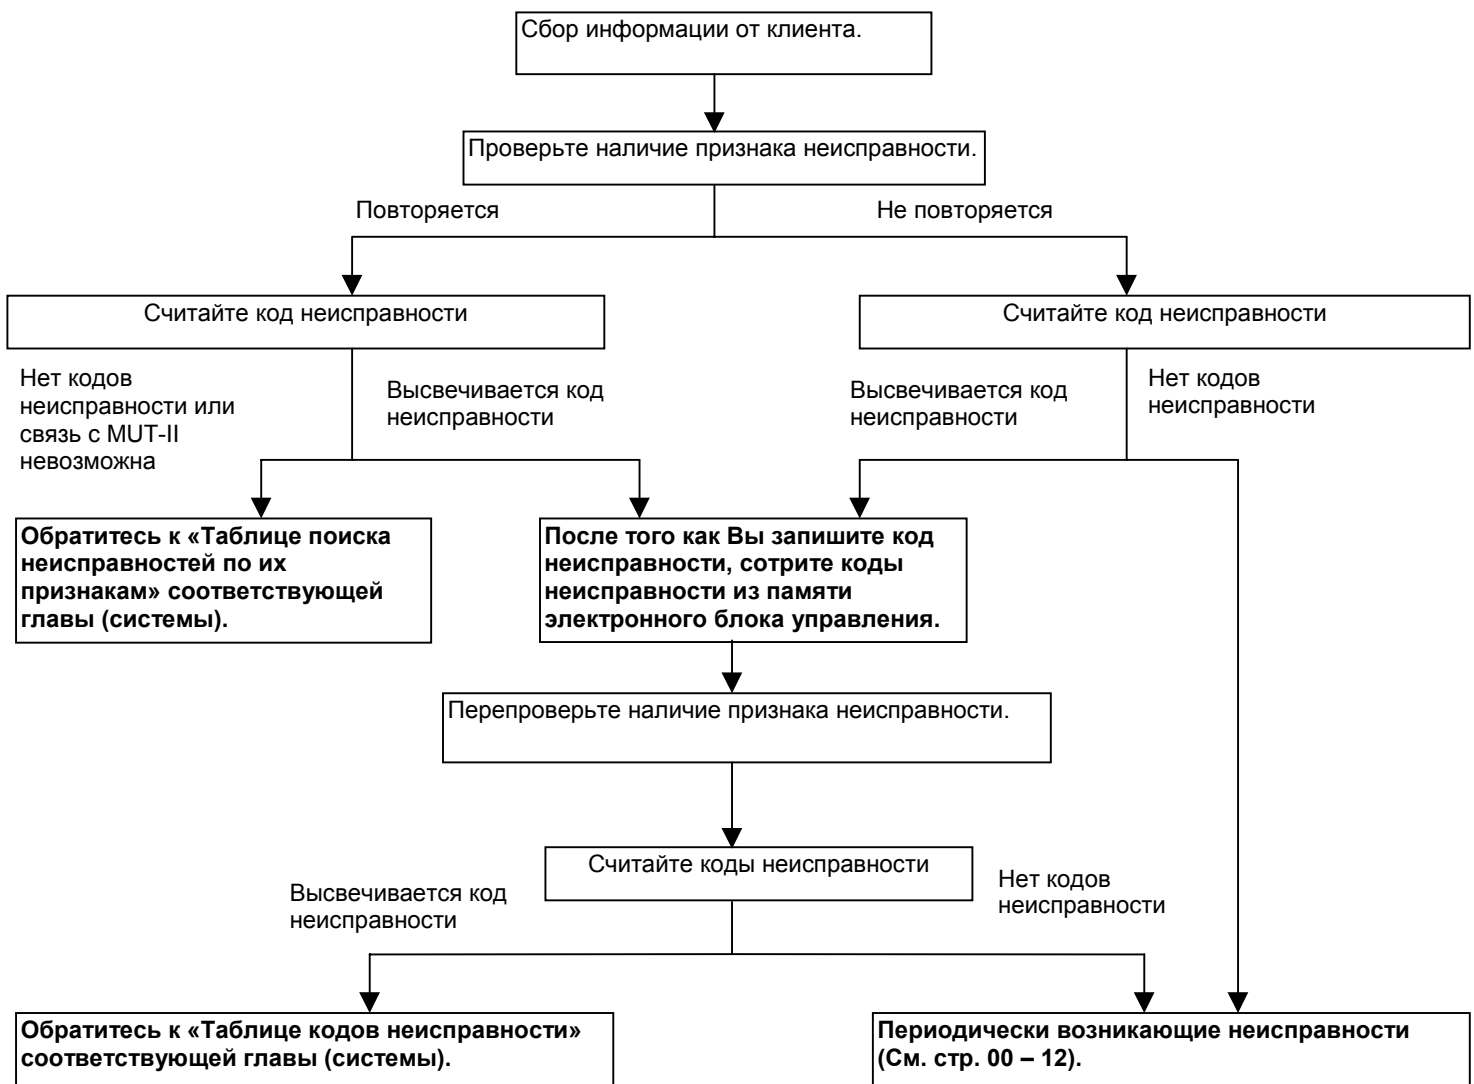 Сбор информации от клиента.
Проверьте наличие признака неисправности.
Повторяется
Не повторяется
Считайте код неисправности
Считайте код неисправности
Нет кодов
неисправности или
связь с MUT-II
невозможна
Высвечивается код
неисправности
Высвечивается код
неисправности
Нет кодов
неисправности
Обратитесь к «Таблице поиска
неисправностей по их
признакам» соответствующей
главы (системы).
После того как Вы запишите код
неисправности, сотрите коды
неисправности из памяти
электронного блока управления.
Перепроверьте наличие признака неисправности.
Считайте коды неисправности
Высвечивается код
неисправности
Нет кодов
неисправности
Обратитесь к «Таблице кодов неисправности»
соответствующей главы (системы).
Периодически возникающие неисправности
(См. стр. 00 – 12).